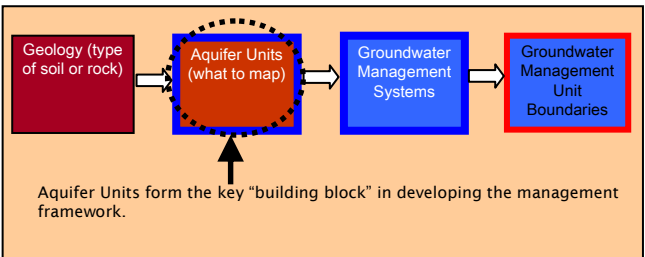 Geology (type
of soil or rock)
Aquifer Units
(what to map)
Groundwater
Management
Systems
Groundwater
Management
Unit
Boundaries
Aquifer Units form the key “building block” in developing the management
framework.